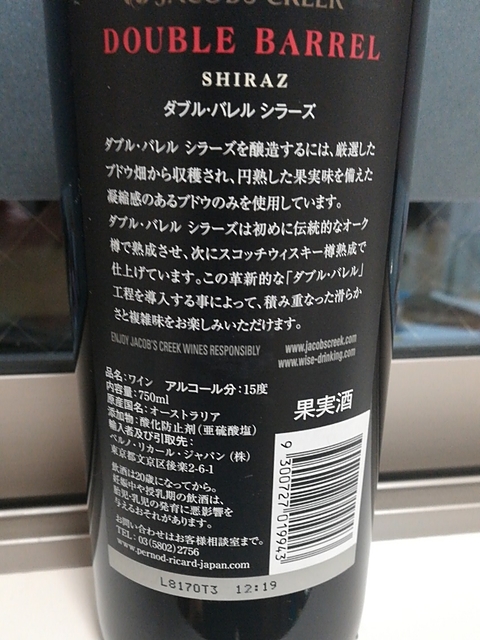 JACOB'S CREEK
DOUBLE BARREL
SHIRAZ
ダブル・バレル シラーズ
ダブル・バレル シラーズを醸造するには、厳選した
ブドウ畑から収穫され、円熟した果実味を備えた
凝縮感のあるブドウのみを使用しています。
ダブル・バレル シラーズは初めに伝統的なオーク
樽で熟成させ、次にスコッチウィスキー樽熟成で
仕上げています。この革新的な「ダブル・バレル」
工程を導入する事によって、積み重なった滑らか
さと複雑味をお楽しみいただけます。
ENJOY JACOB'S CREEK WINES RESPONSIBLY
www.jacobscreek.com
www.wise-drinking.com
品名：ワイン アルコール分：15度
内容量：750ml
原産国名：オーストラリア
添加物：酸化防止剤（亜硫酸塩）
輸入者及び引取先：
ペルノ・リカール・ジャパン（株）
東京都文京区後楽2-6-1
飲酒は20歳になってから。
妊娠中や授乳期の飲酒は、
胎児・乳児の発育に悪影響を
与えるおそれがあります。
お問い合わせはお客様相談室まで。
TEL：03(5802)2756
www.pernod-ricard-japan.com
果実酒
9 300727 019943
L8170T3 12:19